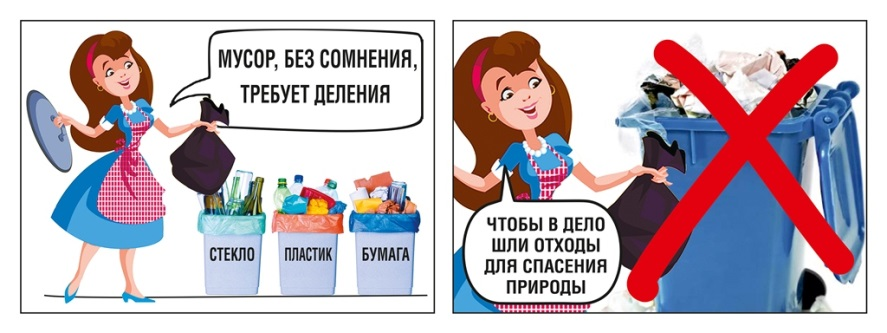 МУСОР, БЕЗ СОМНЕНИЯ,
ТРЕБУЕТ ДЕЛЕНИЯ
СТЕКЛО
ПЛАСТИК
БУМАГА
ЧТОБЫ В ДЕЛО
ШЛИ ОТХОДЫ
ДЛЯ СПАСЕНИЯ
ПРИРОДЫ